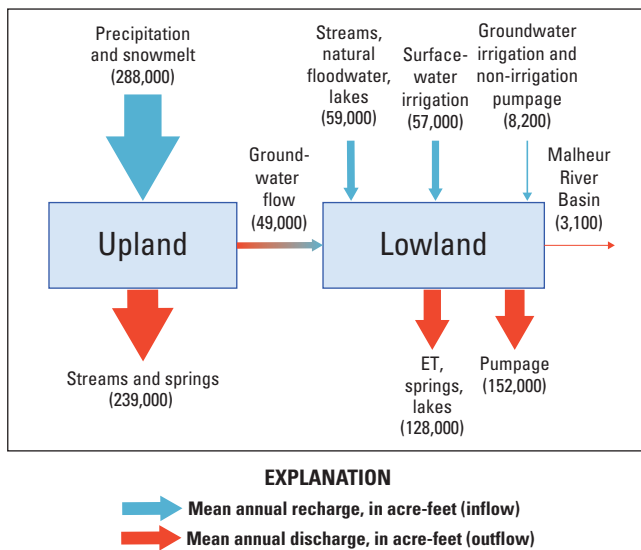 Precipitation
and snowmelt
(288,000)
Streams,
natural
floodwater,
lakes
(59,000)
Surface-
water
irrigation
(57,000)
Groundwater
irrigation and
non-irrigation
pumpage
(8,200)
Ground-
water
flow
(49,000)
Malheur
River
Basin
(3,100)
Upland
Lowland
Streams and springs
(239,000)
ET,
springs,
lakes
(128,000)
Pumpage
(152,000)
EXPLANATION
Mean annual recharge, in acre-feet (inflow)
Mean annual discharge, in acre-feet (outflow)